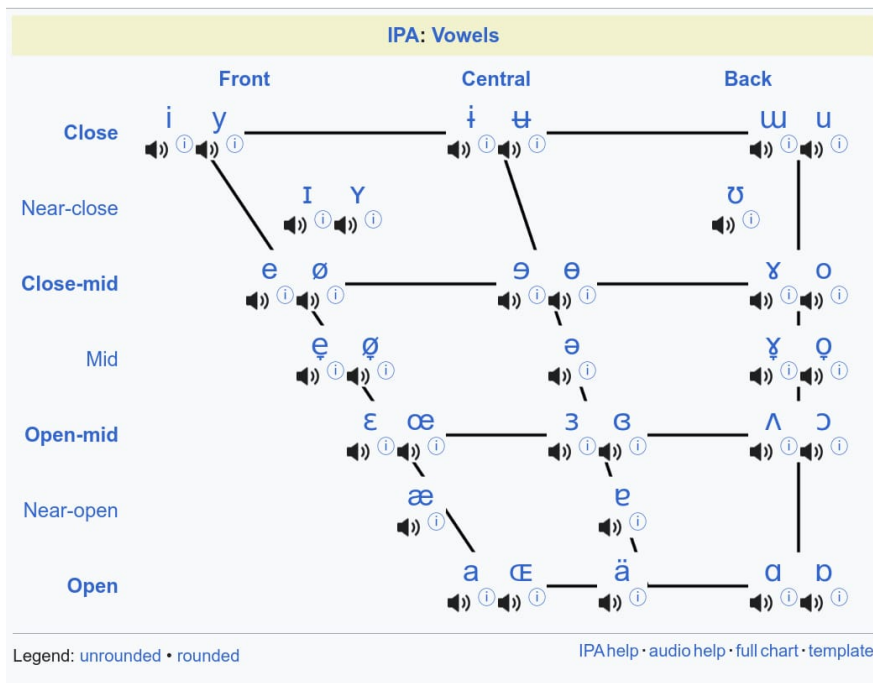 IPA: Vowels
Front Central Back
Close i y ɨ ʉ ɯ u
Near-close ɪ ʏ ʊ
Close-mid e ø ɘ ɵ ɤ o
Mid e̞ ø̞ ə ɤ̞ o̞
Open-mid ɛ œ ɜ ɞ ʌ ɔ
Near-open æ ɐ
Open a ɶ ä ɑ ɒ
Legend: unrounded • rounded
IPA help · audio help · full chart · template